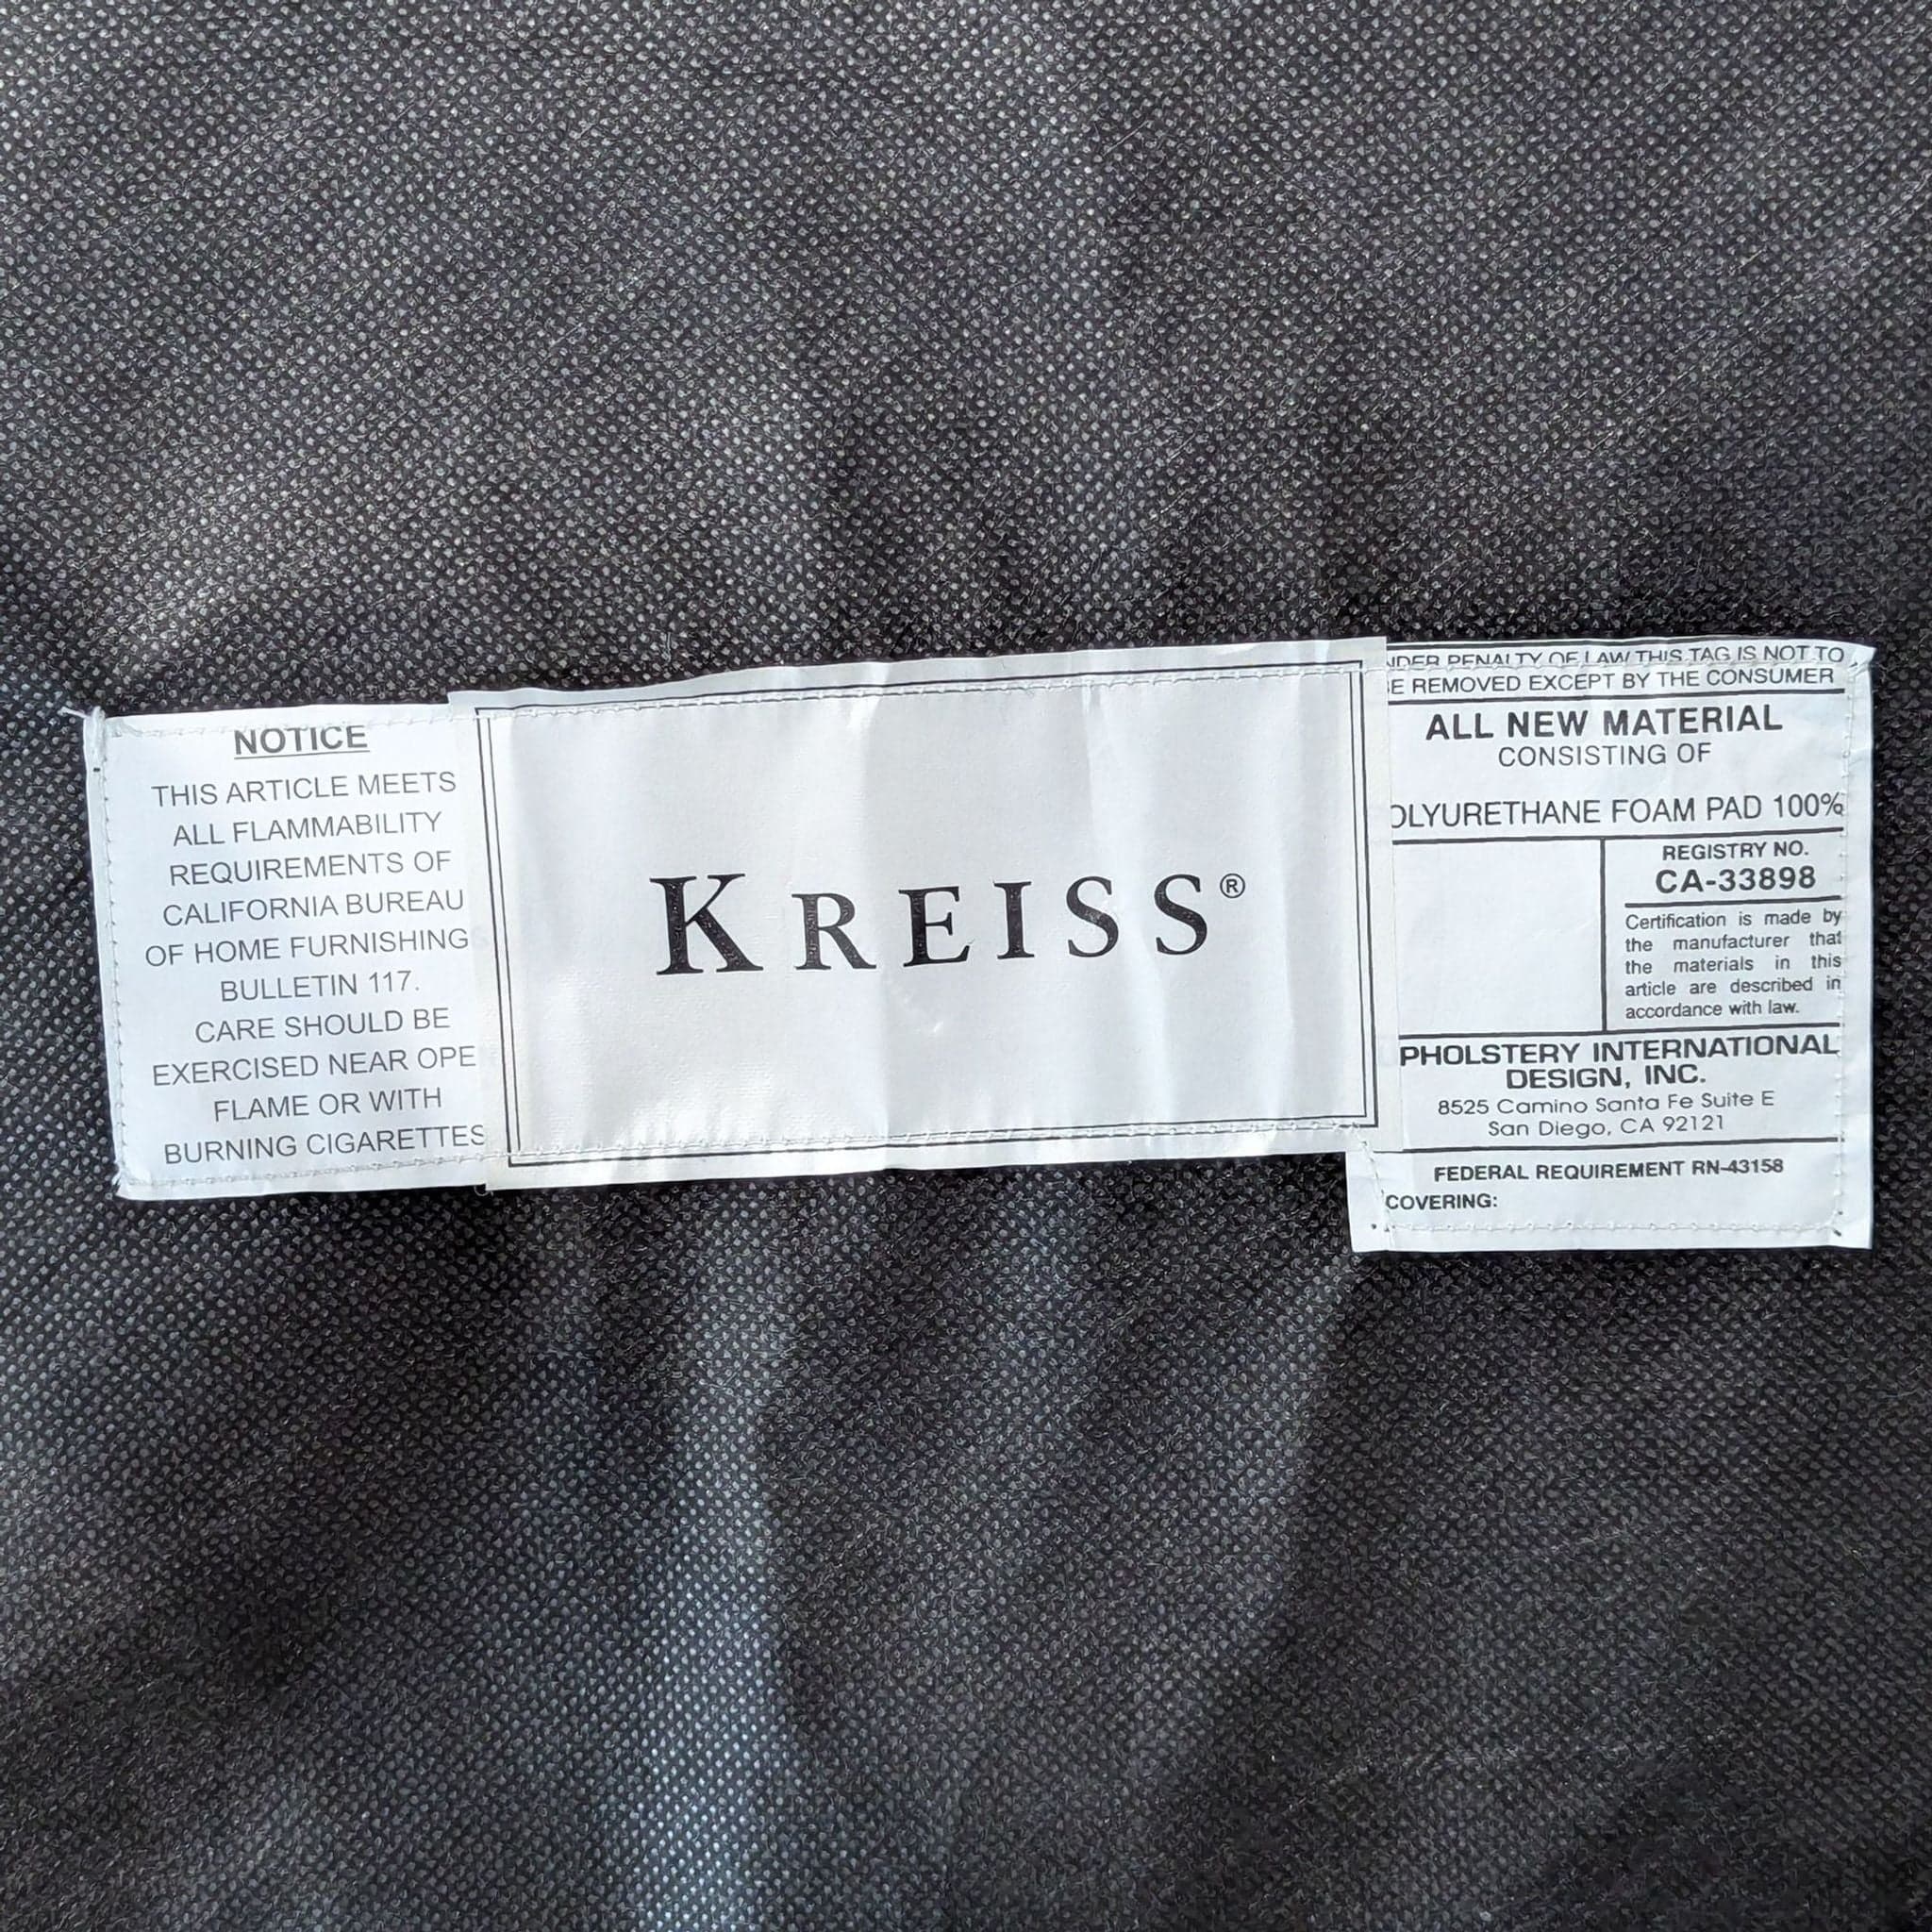 NOTICE
THIS ARTICLE MEETS
ALL FLAMMABILITY
REQUIREMENTS OF
CALIFORNIA BUREAU
OF HOME FURNISHING
BULLETIN 117.
CARE SHOULD BE
EXERCISED NEAR OPE
FLAME OR WITH
BURNING CIGARETTES
KREISS®
NDER PENALTY OF LAW THIS TAG IS NOT TO
E REMOVED EXCEPT BY THE CONSUMER
ALL NEW MATERIAL
CONSISTING OF
OLYURETHANE FOAM PAD 100%
REGISTRY NO.
CA-33898
Certification is made by
the manufacturer that
the materials in this
article are described in
accordance with law.
PHOLSTERY INTERNATIONAL
DESIGN, INC.
8525 Camino Santa Fe Suite E
San Diego, CA 92121
FEDERAL REQUIREMENT RN-43158
COVERING: